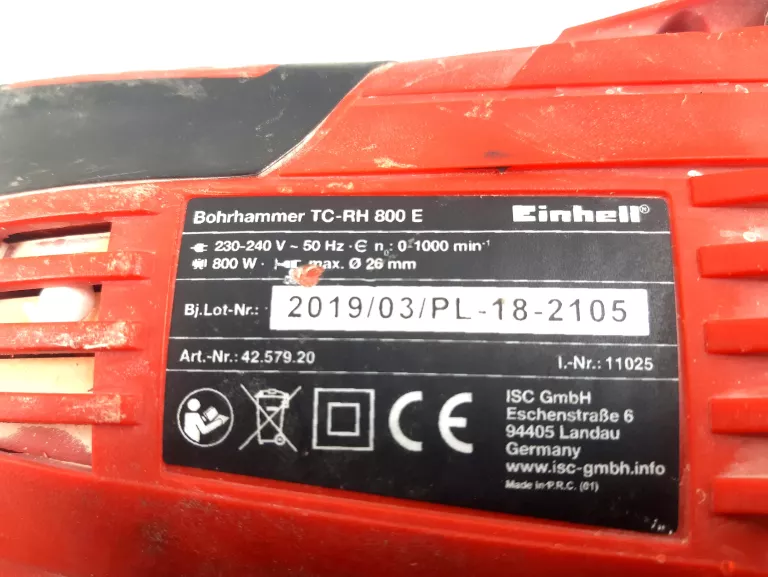 Bohrhammer TC-RH 800 E
Einhell®
230-240 V ~ 50 Hz · n₀: 0-1000 min⁻¹
800 W · max. Ø 26 mm
Bj.Lot-Nr.: 2019/03/PL-18-2105
Art.-Nr.: 42.579.20
I.-Nr.: 11025
CE
ISC GmbH
Eschenstraße 6
94405 Landau
Germany
www.isc-gmbh.info
Made in P.R.C. (01)